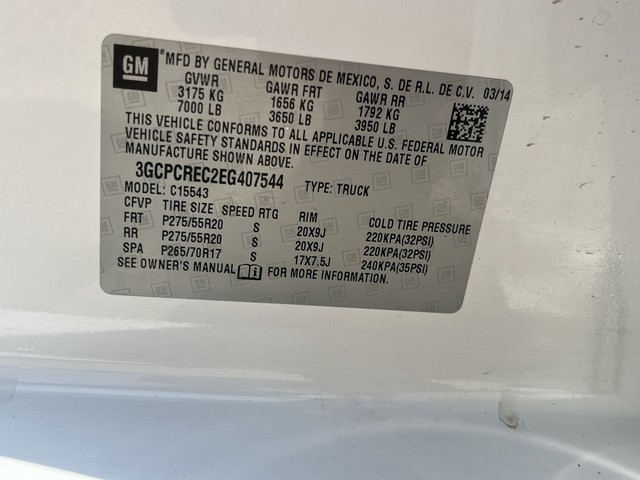 GM
*MFD BY GENERAL MOTORS DE MEXICO, S. DE R.L. DE C.V. 03/14
GVWR GAWR FRT GAWR RR
3175 KG 1656 KG 1792 KG
7000 LB 3650 LB 3950 LB
THIS VEHICLE CONFORMS TO ALL APPLICABLE U.S. FEDERAL MOTOR
VEHICLE SAFETY STANDARDS IN EFFECT ON THE DATE OF
MANUFACTURE SHOWN ABOVE.
3GCPCREC2EG407544
MODEL: C15543 TYPE: TRUCK
CFVP TIRE SIZE SPEED RTG RIM COLD TIRE PRESSURE
FRT P275/55R20 S 20X9J 220KPA(32PSI)
RR P275/55R20 S 20X9J 220KPA(32PSI)
SPA P265/70R17 S 17X7.5J 240KPA(35PSI)
SEE OWNER'S MANUAL FOR MORE INFORMATION.